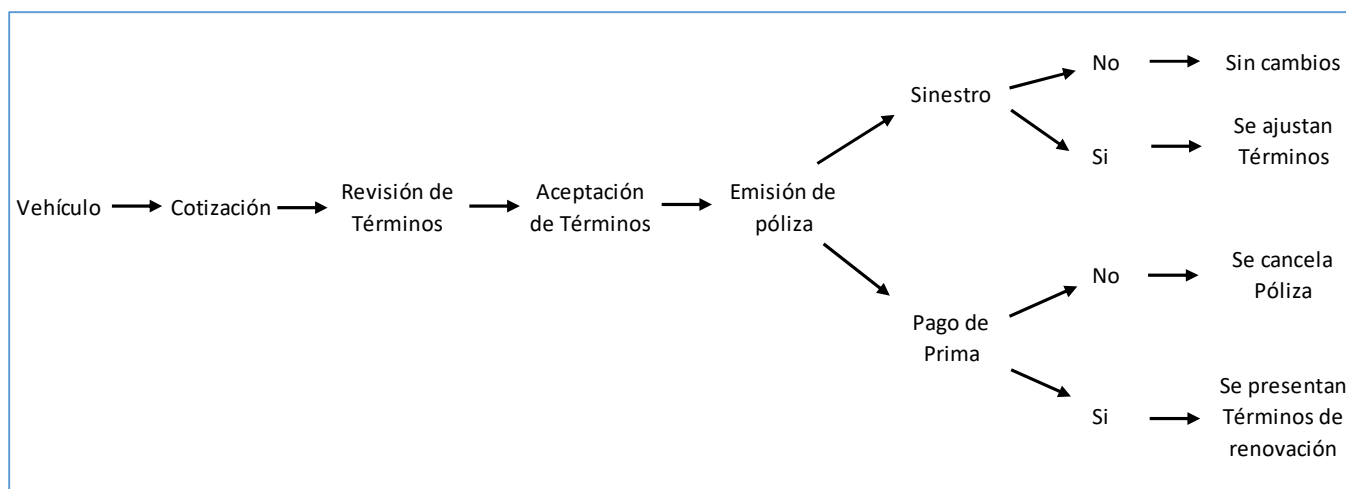 Vehículo
Cotización
Revisión de
Términos
Aceptación
de Términos
Emisión de
póliza
Sinestro
No
Sin cambios
Si
Se ajustan
Términos
Pago de
Prima
No
Se cancela
Póliza
Si
Se presentan
Términos de
renovación